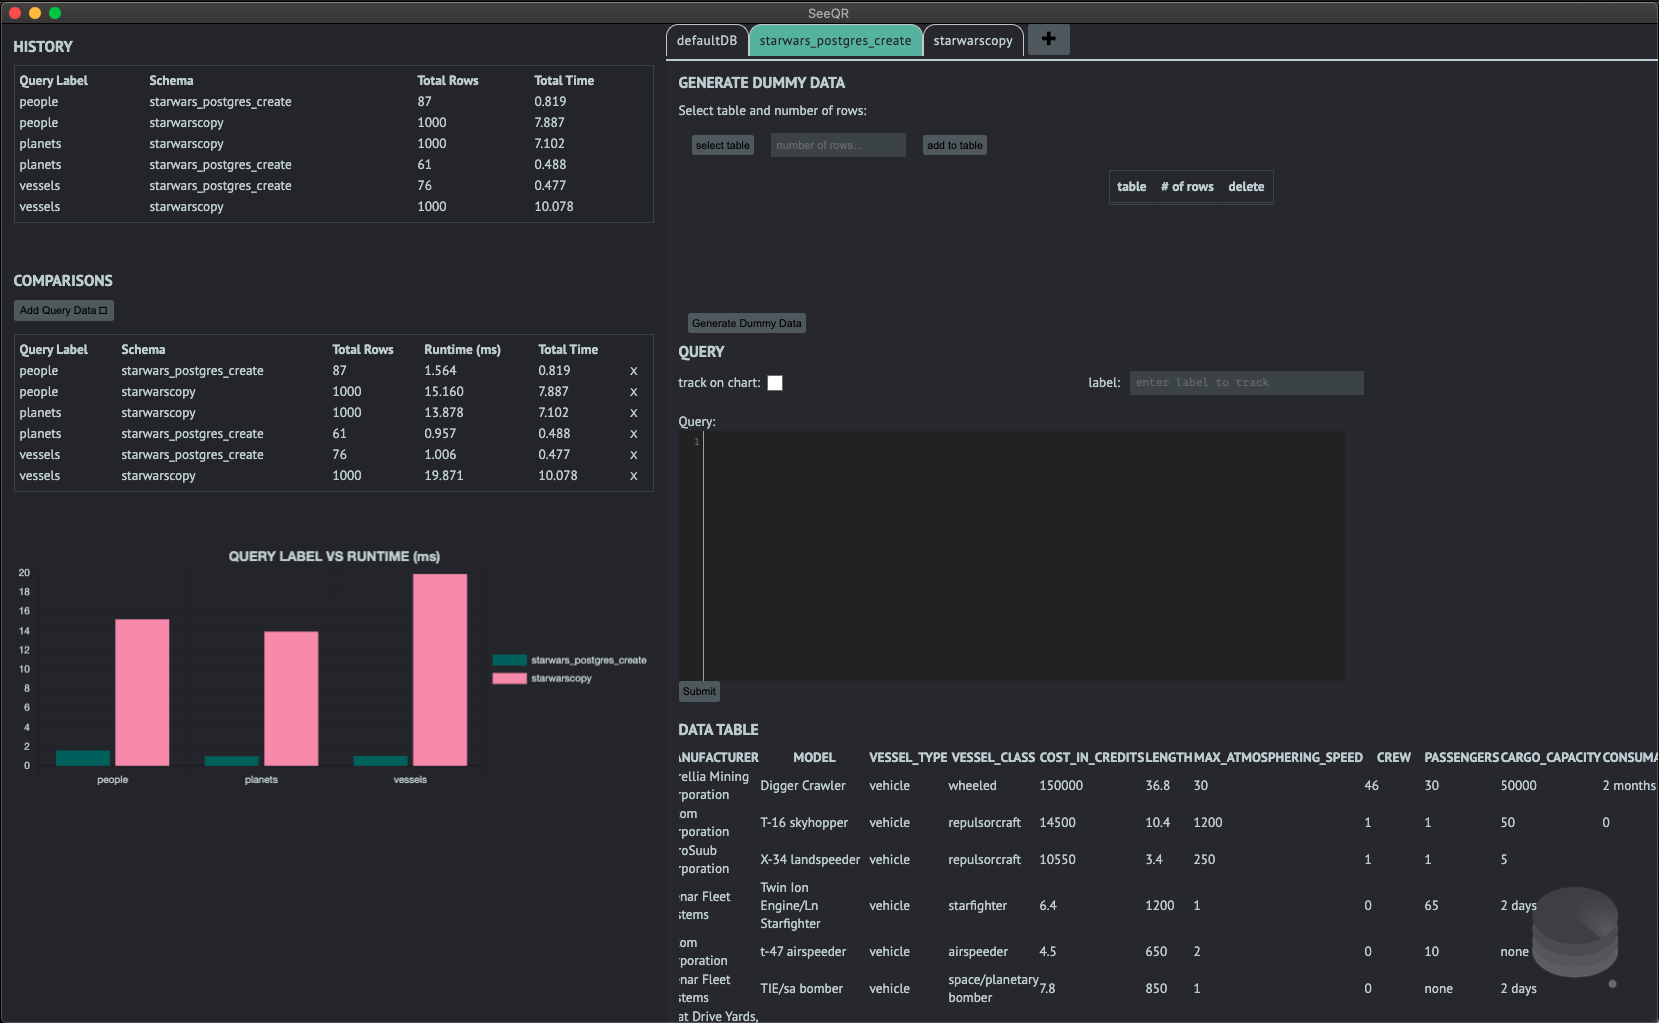 SeeQR
HISTORY
Query Label Schema Total Rows Total Time
people starwars_postgres_create 87 0.819
people starwarscopy 1000 7.887
planets starwarscopy 1000 7.102
planets starwars_postgres_create 61 0.488
vessels starwars_postgres_create 76 0.477
vessels starwarscopy 1000 10.078
COMPARISONS
Add Query Data
Query Label Schema Total Rows Runtime (ms) Total Time
people starwars_postgres_create 87 1.564 0.819 x
people starwarscopy 1000 15.160 7.887 x
planets starwarscopy 1000 13.878 7.102 x
planets starwars_postgres_create 61 0.957 0.488 x
vessels starwars_postgres_create 76 1.006 0.477 x
vessels starwarscopy 1000 19.871 10.078 x
QUERY LABEL VS RUNTIME (ms)
20
18
16
14
12
10
8
6
4
2
0
people planets vessels
starwars_postgres_create
starwarscopy
defaultDB starwars_postgres_create starwarscopy +
GENERATE DUMMY DATA
Select table and number of rows:
select table number of rows... add to table
table # of rows delete
Generate Dummy Data
QUERY
track on chart: label: enter label to track
Query:
1
Submit
DATA TABLE
ANUFACTURER MODEL VESSEL_TYPE VESSEL_CLASS COST_IN_CREDITS LENGTH MAX_ATMOSPHERING_SPEED CREW PASSENGERS CARGO_CAPACITY CONSUMA
rellia Mining
rporation Digger Crawler vehicle wheeled 150000 36.8 30 46 30 50000 2 months
om
rporation T-16 skyhopper vehicle repulsorcraft 14500 10.4 1200 1 1 50 0
roSuub
rporation X-34 landspeeder vehicle repulsorcraft 10550 3.4 250 1 1 5
enar Fleet
stems Twin Ion
Engine/Ln
Starfighter vehicle starfighter 6.4 1200 1 0 65 2 days
om
rporation t-47 airspeeder vehicle airspeeder 4.5 650 2 0 10 none
enar Fleet
stems TIE/sa bomber vehicle space/planetary
bomber 7.8 850 1 0 none 2 days
at Drive Yards,